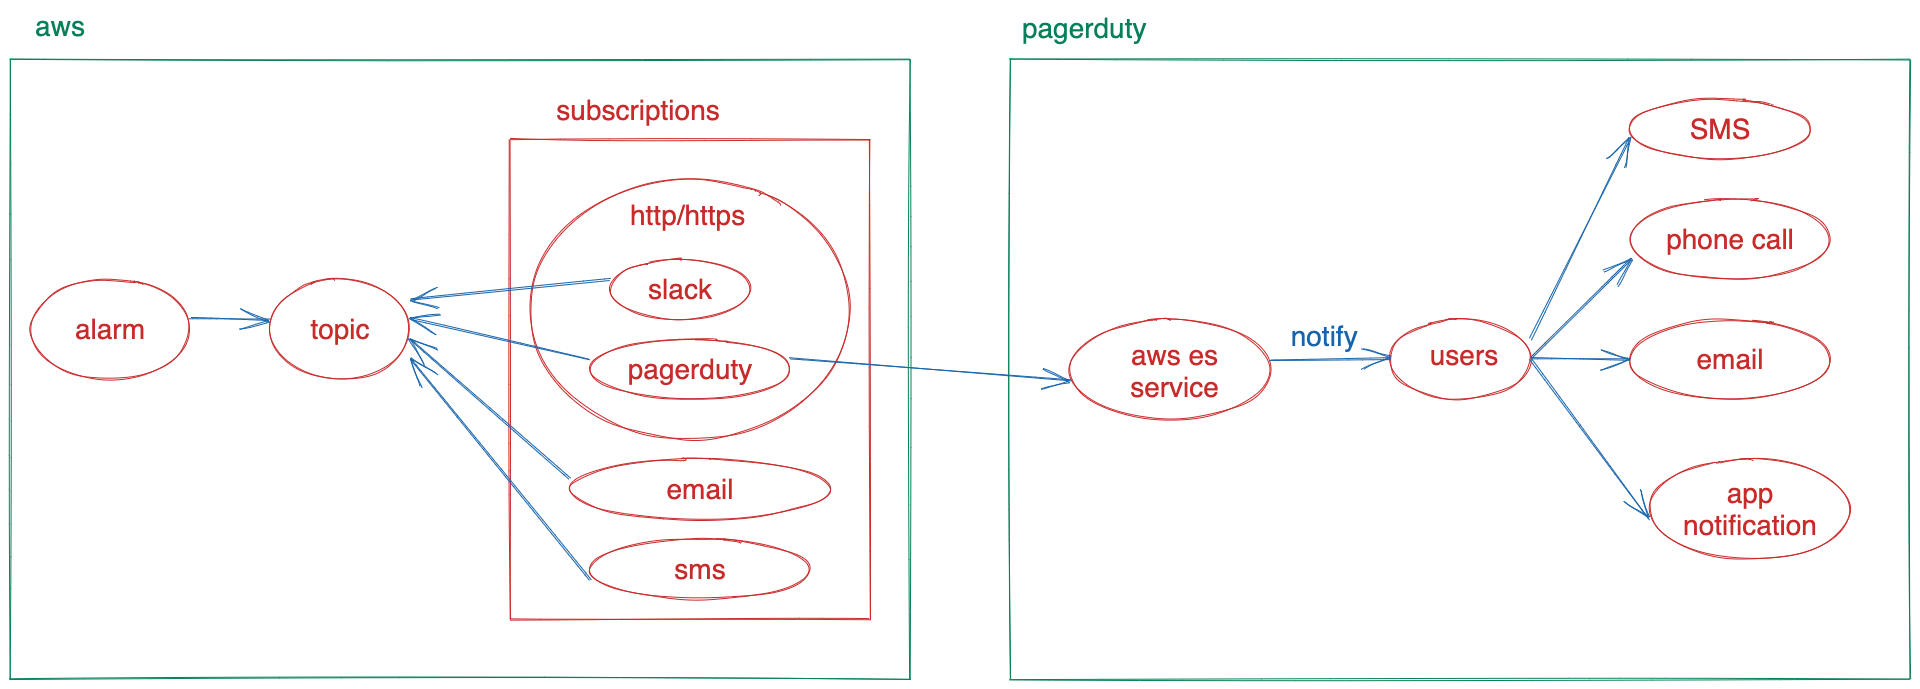 aws
subscriptions
http/https
slack
alarm
topic
pagerduty
email
sms
pagerduty
SMS
phone call
aws es
service
notify
users
email
app
notification